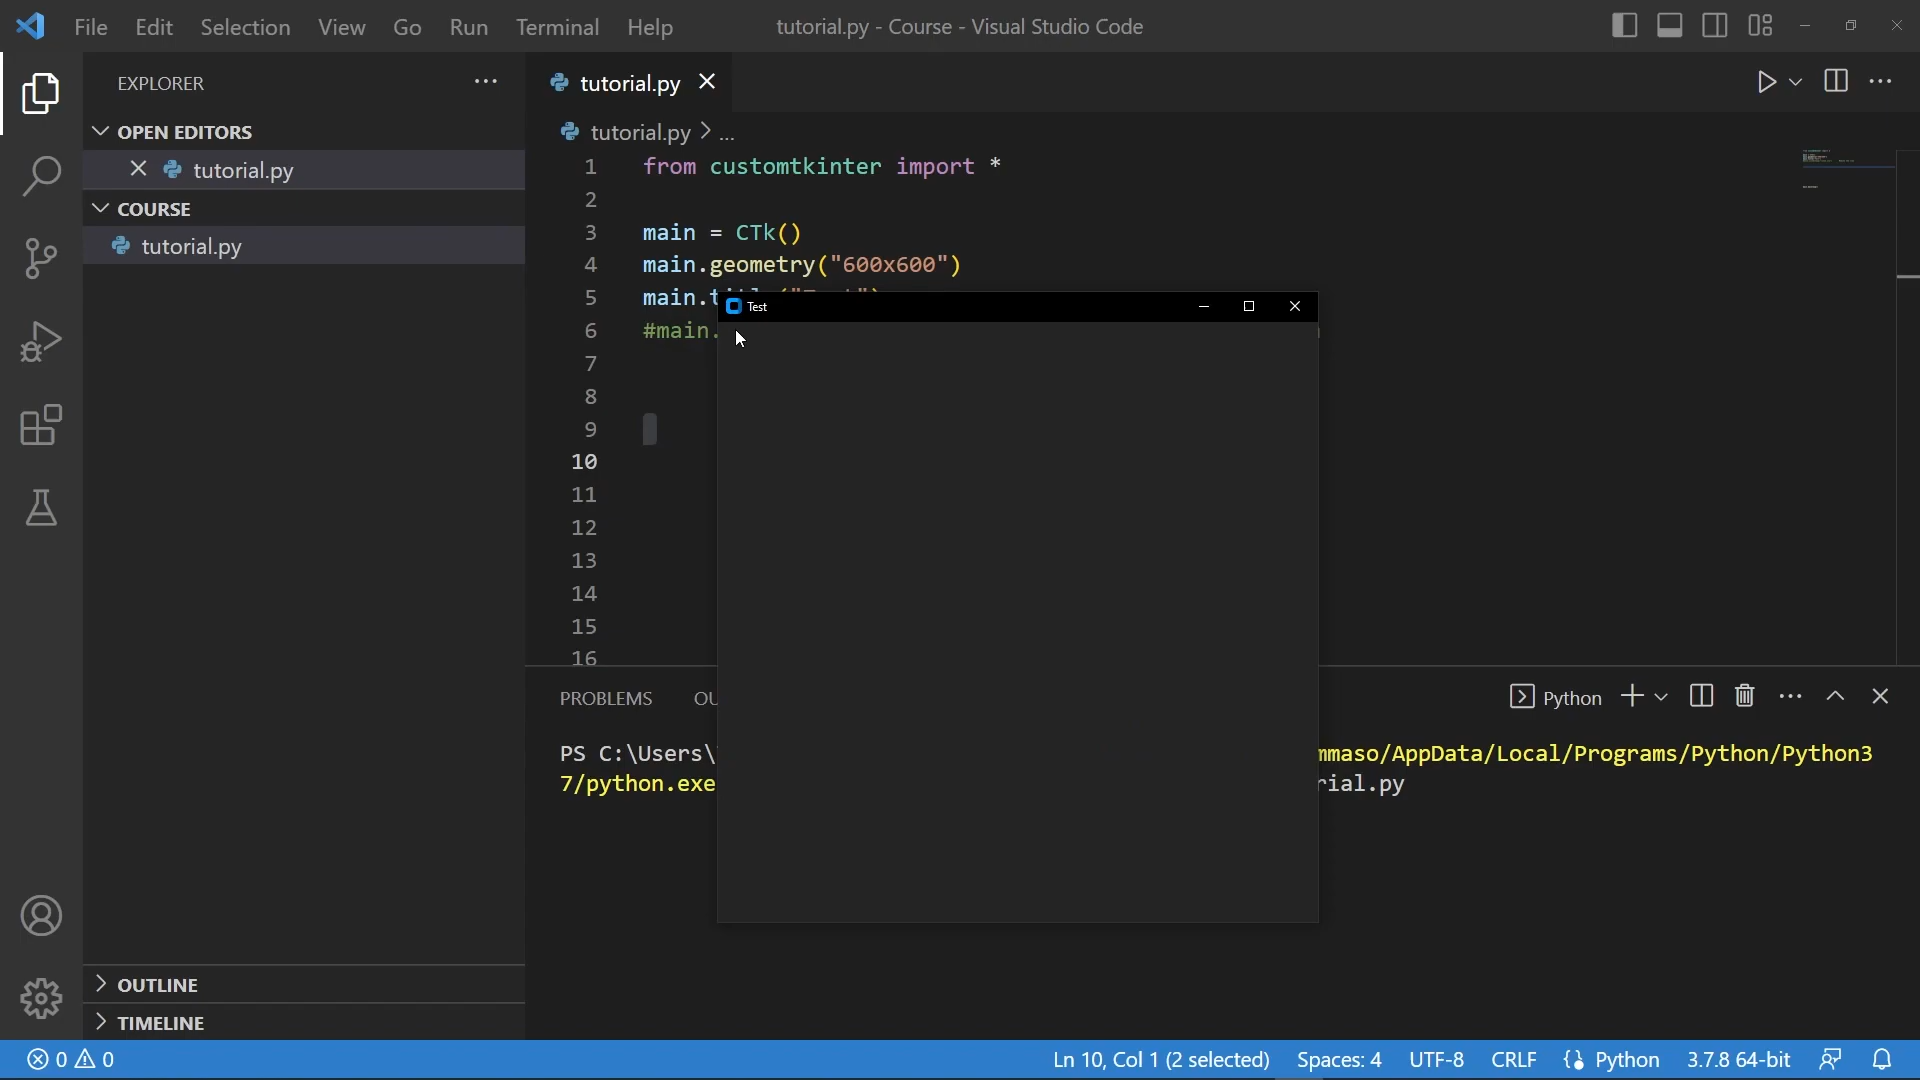 File Edit Selection View Go Run Terminal Help tutorial.py - Course - Visual Studio Code
EXPLORER
OPEN EDITORS
tutorial.py
COURSE
tutorial.py
OUTLINE
TIMELINE
tutorial.py
tutorial.py > ...
1 from customtkinter import *
2
3 main = CTk()
4 main.geometry("600x600")
5 main.t
6 #main.
7
8
9
10
11
12
13
14
15
16
Test
PROBLEMS OU
Python
PS C:\Users\ mmaso/AppData/Local/Programs/Python/Python3
7/python.exe rial.py
0 0 Ln 10, Col 1 (2 selected) Spaces: 4 UTF-8 CRLF Python 3.7.8 64-bit